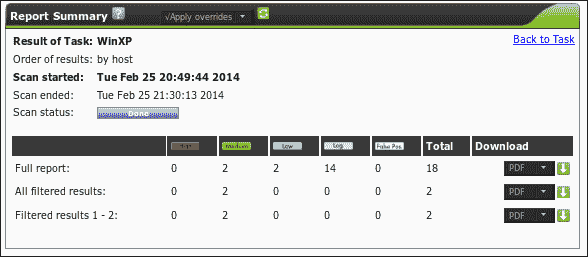 Report Summary ? √Apply overrides
Result of Task: WinXP Back to Task
Order of results: by host
Scan started: Tue Feb 25 20:49:44 2014
Scan ended: Tue Feb 25 21:30:13 2014
Scan status: Done
High Medium Low Log False Pos Total Download
Full report: 0 2 2 14 0 18 PDF
All filtered results: 0 2 0 0 0 2 PDF
Filtered results 1 - 2: 0 2 0 0 0 2 PDF